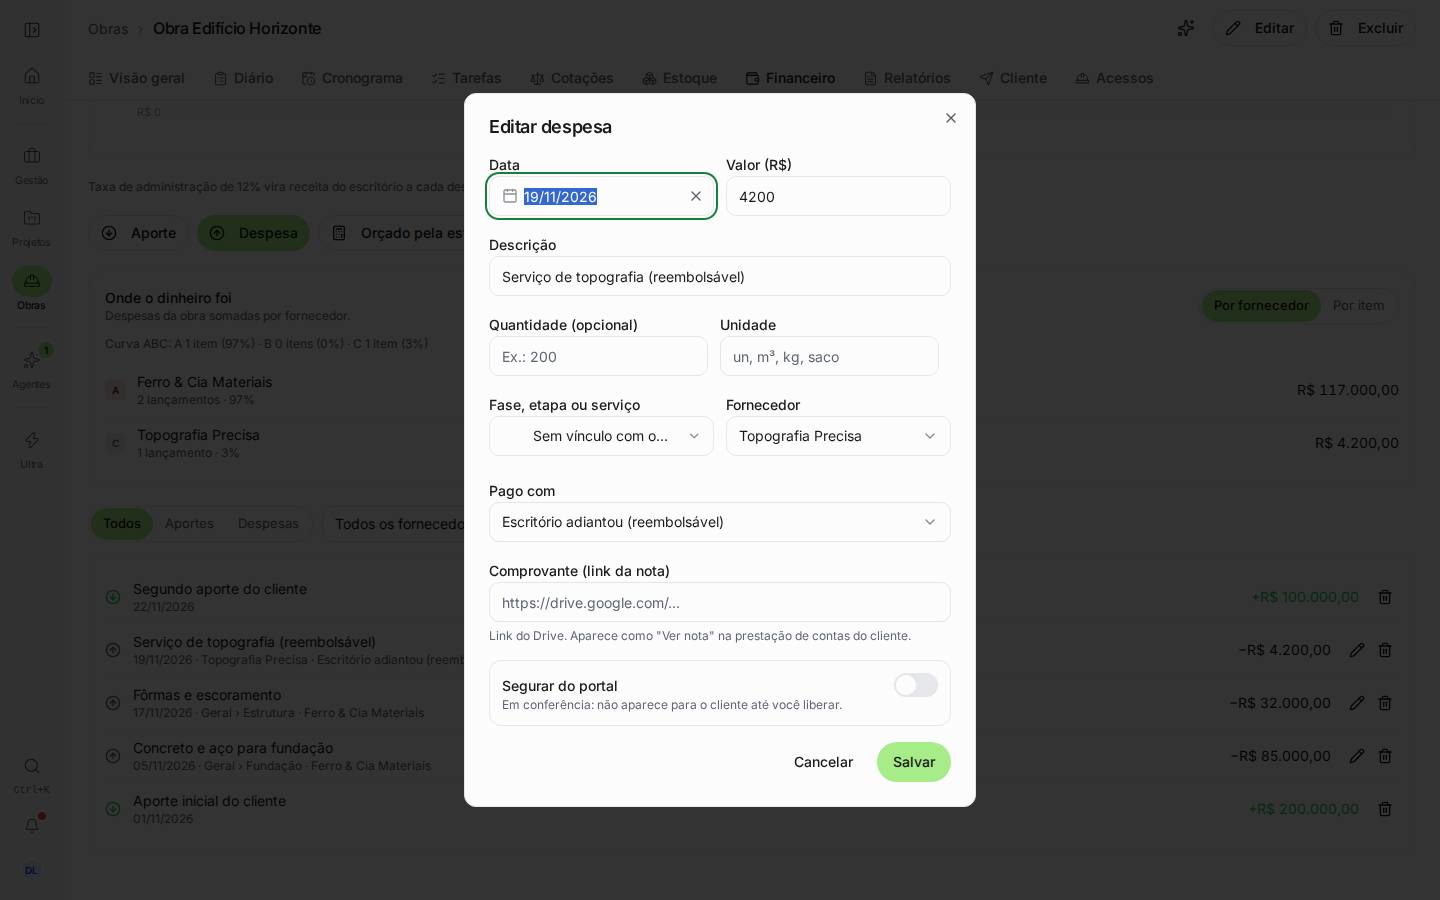 Obras › Obra Edifício Horizonte
Editar
Excluir
Visão geral
Diário
Cronograma
Tarefas
Cotações
Estoque
Financeiro
Relatórios
Cliente
Acessos
Início
Gestão
Projetos
Obras
1
Agentes
Ultra
Ctrl+K
DL
R$ 0
Taxa de administração de 12% vira receita do escritório a cada des
Aporte
Despesa
Orçado pela es
Onde o dinheiro foi
Despesas da obra somadas por fornecedor.
Por fornecedor
Por item
Curva ABC: A 1 item (97%) · B 0 itens (0%) · C 1 item (3%)
A
Ferro & Cia Materiais
2 lançamentos · 97%
R$ 117.000,00
C
Topografia Precisa
1 lançamento · 3%
R$ 4.200,00
Todos
Aportes
Despesas
Todos os fornecedo
Segundo aporte do cliente
22/11/2026
+R$ 100.000,00
Serviço de topografia (reembolsável)
19/11/2026 · Topografia Precisa · Escritório adiantou (reemb
−R$ 4.200,00
Fôrmas e escoramento
17/11/2026 · Geral › Estrutura · Ferro & Cia Materiais
−R$ 32.000,00
Concreto e aço para fundação
05/11/2026 · Geral › Fundação · Ferro & Cia Materiais
−R$ 85.000,00
Aporte inicial do cliente
01/11/2026
+R$ 200.000,00
Editar despesa
Data
Valor (R$)
19/11/2026
4200
Descrição
Serviço de topografia (reembolsável)
Quantidade (opcional)
Unidade
Ex.: 200
un, m³, kg, saco
Fase, etapa ou serviço
Fornecedor
Sem vínculo com o...
Topografia Precisa
Pago com
Escritório adiantou (reembolsável)
Comprovante (link da nota)
https://drive.google.com/...
Link do Drive. Aparece como "Ver nota" na prestação de contas do cliente.
Segurar do portal
Em conferência: não aparece para o cliente até você liberar.
Cancelar
Salvar